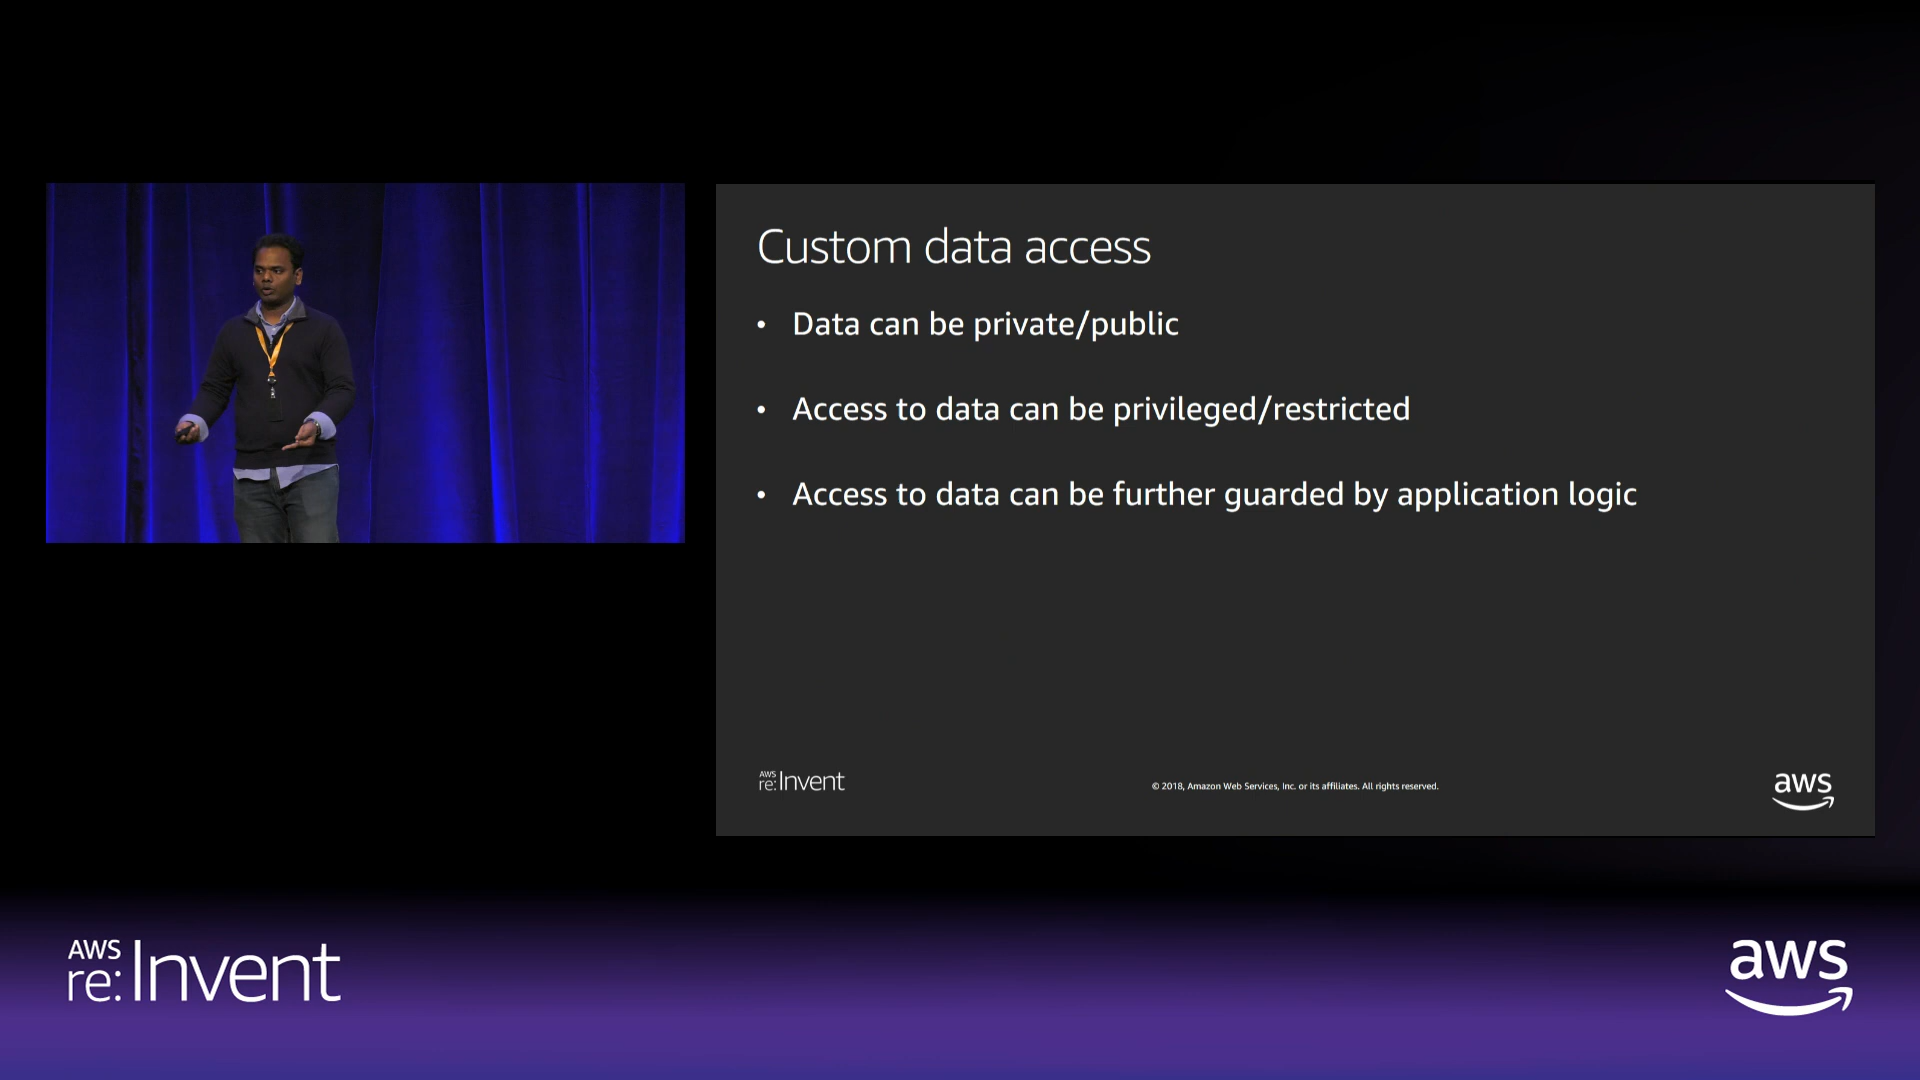 Custom data access
• Data can be private/public
• Access to data can be privileged/restricted
• Access to data can be further guarded by application logic
AWS re:Invent
© 2018, Amazon Web Services, Inc. or its affiliates. All rights reserved.
aws
AWS re:Invent
aws